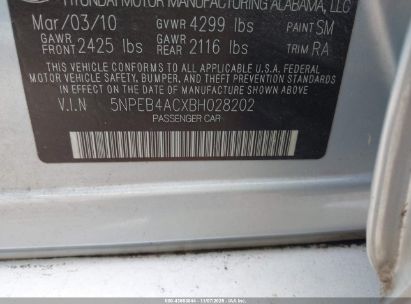 HYUNDAI MOTOR MANUFACTURING ALABAMA, LLC
Mar/03/10 GVWR 4299 lbs PAINT SM
GAWR FRONT 2425 lbs GAWR REAR 2116 lbs TRIM RA
THIS VEHICLE CONFORMS TO ALL APPLICABLE U.S.A. FEDERAL
MOTOR VEHICLE SAFETY, BUMPER, AND THEFT PREVENTION STANDARDS
IN EFFECT ON THE DATE OF MANUFACTURE SHOWN ABOVE.
V.I.N 5NPEB4ACXBH028202
PASSENGER CAR